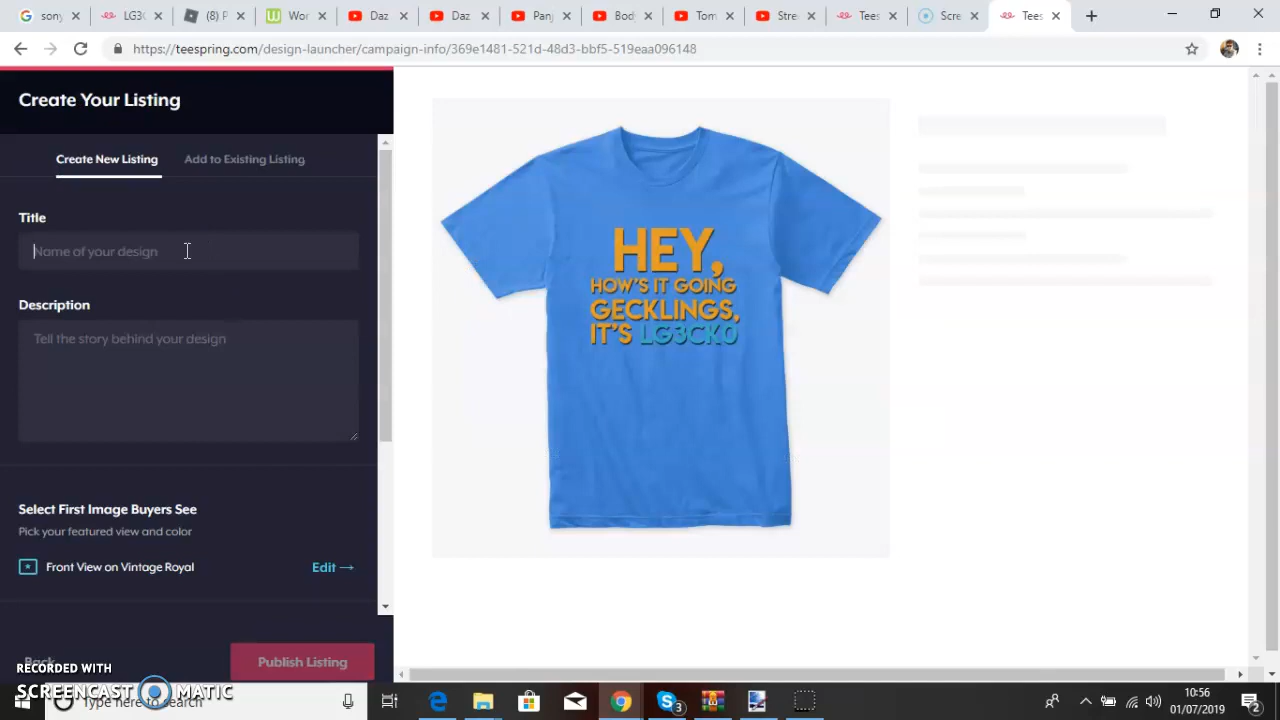 sony
LG3C
(8) P
Wor
Daz
Daz
Panj
Bod
Tom
Stre
Tees
Scre
Tees
https://teespring.com/design-launcher/campaign-info/369e1481-521d-48d3-bbf5-519eaa096148
Create Your Listing
Create New Listing
Add to Existing Listing
Title
Name of your design
Description
Tell the story behind your design
Select First Image Buyers See
Pick your featured view and color
Front View on Vintage Royal
Edit →
Back
Publish Listing
HEY,
HOW'S IT GOING
GECKLINGS,
IT'S LG3CK0
RECORDED WITH
SCREENCAST MATIC
Type here to search
3
10:56
01/07/2019
2